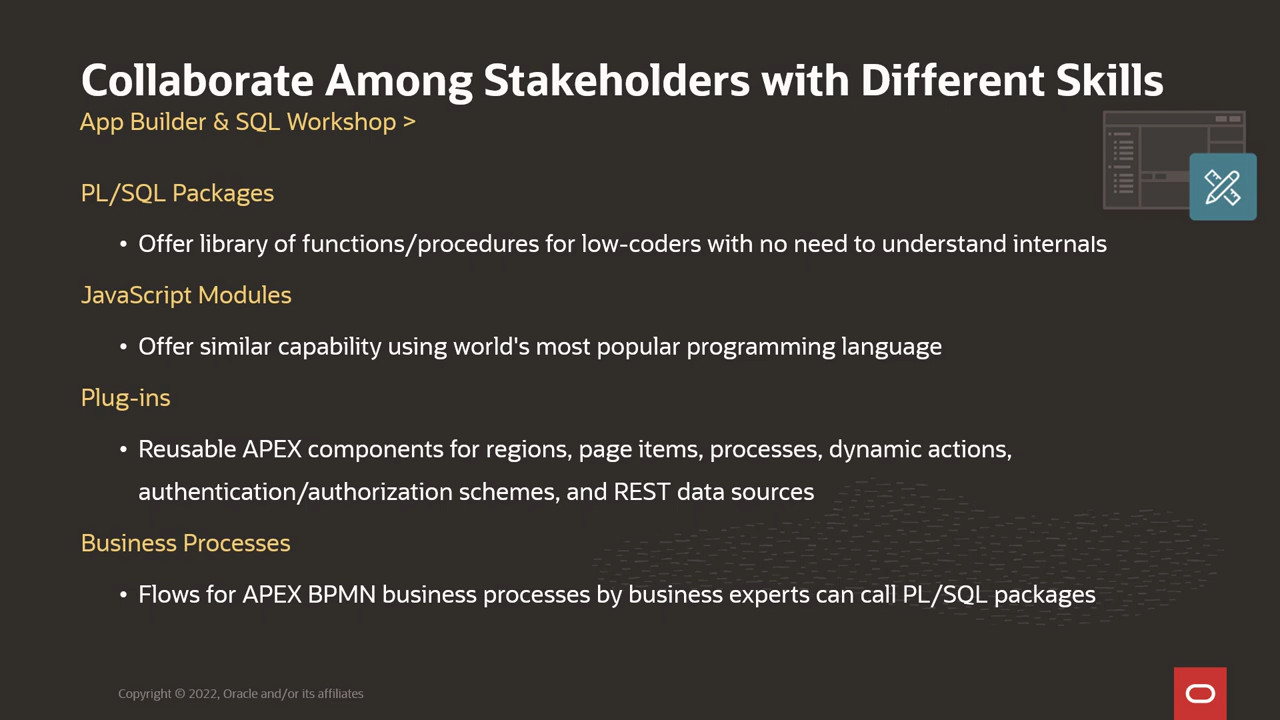 Collaborate Among Stakeholders with Different Skills
App Builder & SQL Workshop >
PL/SQL Packages
• Offer library of functions/procedures for low-coders with no need to understand internals
JavaScript Modules
• Offer similar capability using world's most popular programming language
Plug-ins
• Reusable APEX components for regions, page items, processes, dynamic actions,
authentication/authorization schemes, and REST data sources
Business Processes
• Flows for APEX BPMN business processes by business experts can call PL/SQL packages
Copyright © 2022, Oracle and/or its affiliates